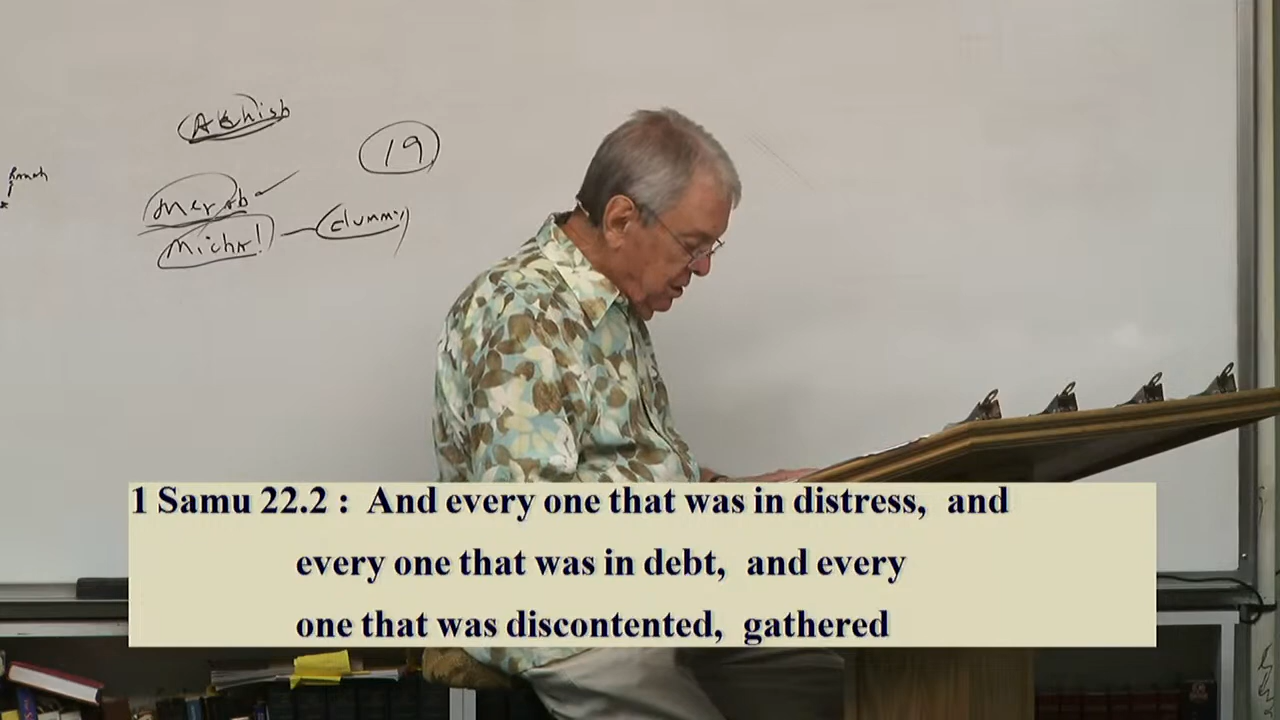 Akhish
19
Merab
Michal
dummy
1 Samu 22.2 : And every one that was in distress, and
every one that was in debt, and every
one that was discontented, gathered